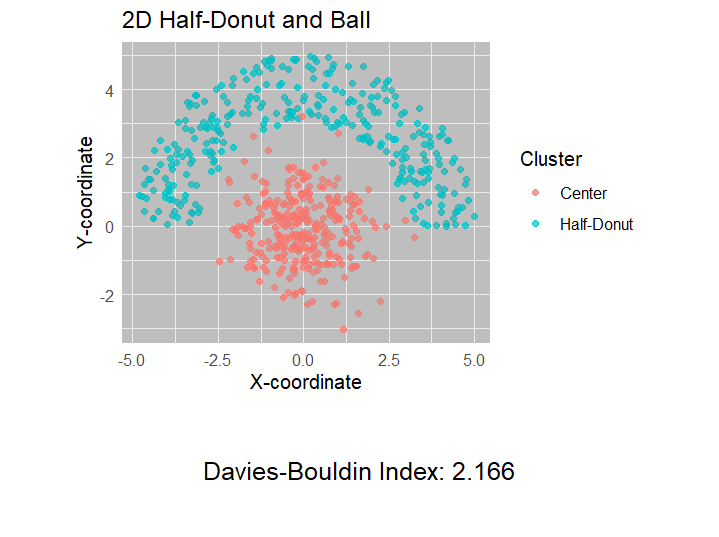 2D Half-Donut and Ball
4
2
0
-2
Y-coordinate
-5.0 -2.5 0.0 2.5 5.0
X-coordinate
Cluster
Center
Half-Donut
Davies-Bouldin Index: 2.166